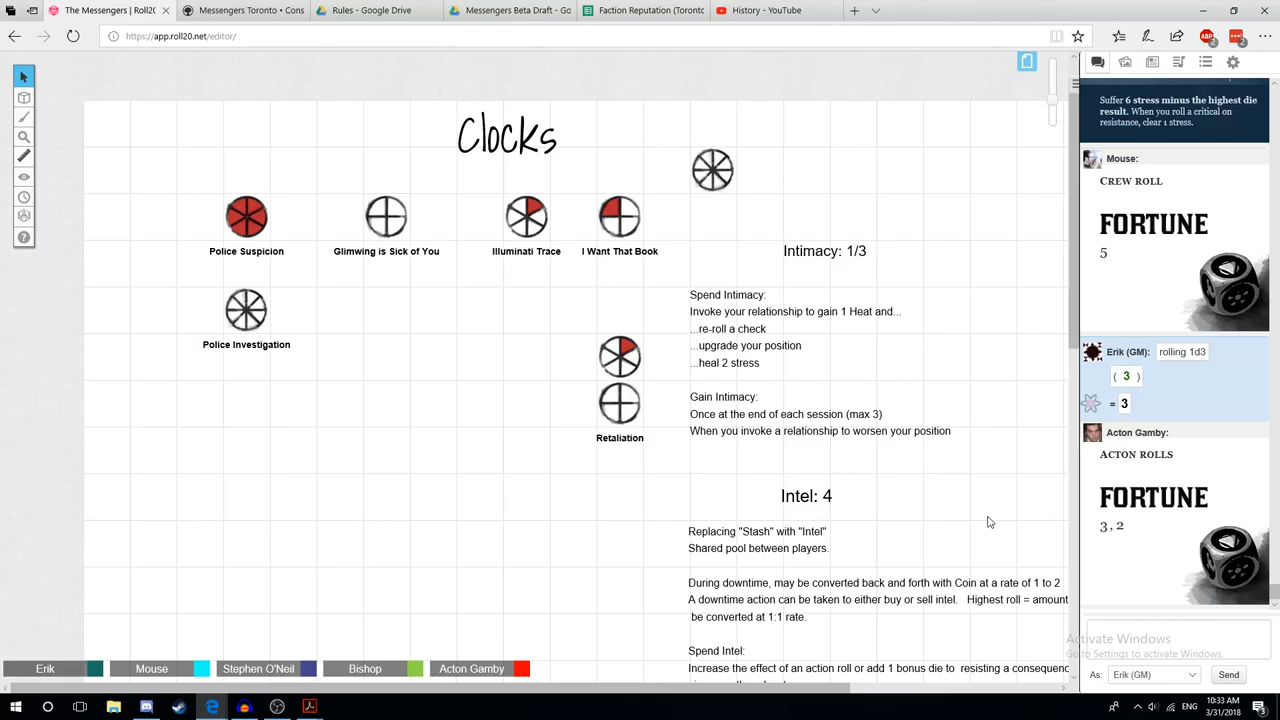 The Messengers | Roll20
Messengers Toronto • Cons
Rules - Google Drive
Messengers Beta Draft - Go
Faction Reputation (Toront
History - YouTube
https://app.roll20.net/editor/
ABP
2
2
Clocks
Police Suspicion
Glimwing is Sick of You
Illuminati Trace
I Want That Book
Police Investigation
Retaliation
Intimacy: 1/3
Spend Intimacy:
Invoke your relationship to gain 1 Heat and...
...re-roll a check
...upgrade your position
...heal 2 stress
Gain Intimacy:
Once at the end of each session (max 3)
When you invoke a relationship to worsen your position
Intel: 4
Replacing "Stash" with "Intel"
Shared pool between players.
During downtime, may be converted back and forth with Coin at a rate of 1 to 2
A downtime action can be taken to either buy or sell intel. Highest roll = amount
be converted at 1:1 rate.
Spend Intel:
Increase the effect of an action roll or add 1 bonus die to resisting a consequenc
Suffer 6 stress minus the highest die
result. When you roll a critical on
resistance, clear 1 stress.
Mouse:
CREW ROLL
FORTUNE
5
Erik (GM): rolling 1d3
( 3 )
= 3
Acton Gamby:
ACTON ROLLS
FORTUNE
3, 2
Activate Windows
Go to Settings to activate Windows.
As: Erik (GM) Send
Erik
Mouse
Stephen O'Neil
Bishop
Acton Gamby
ENG
10:33 AM
3/31/2018
3